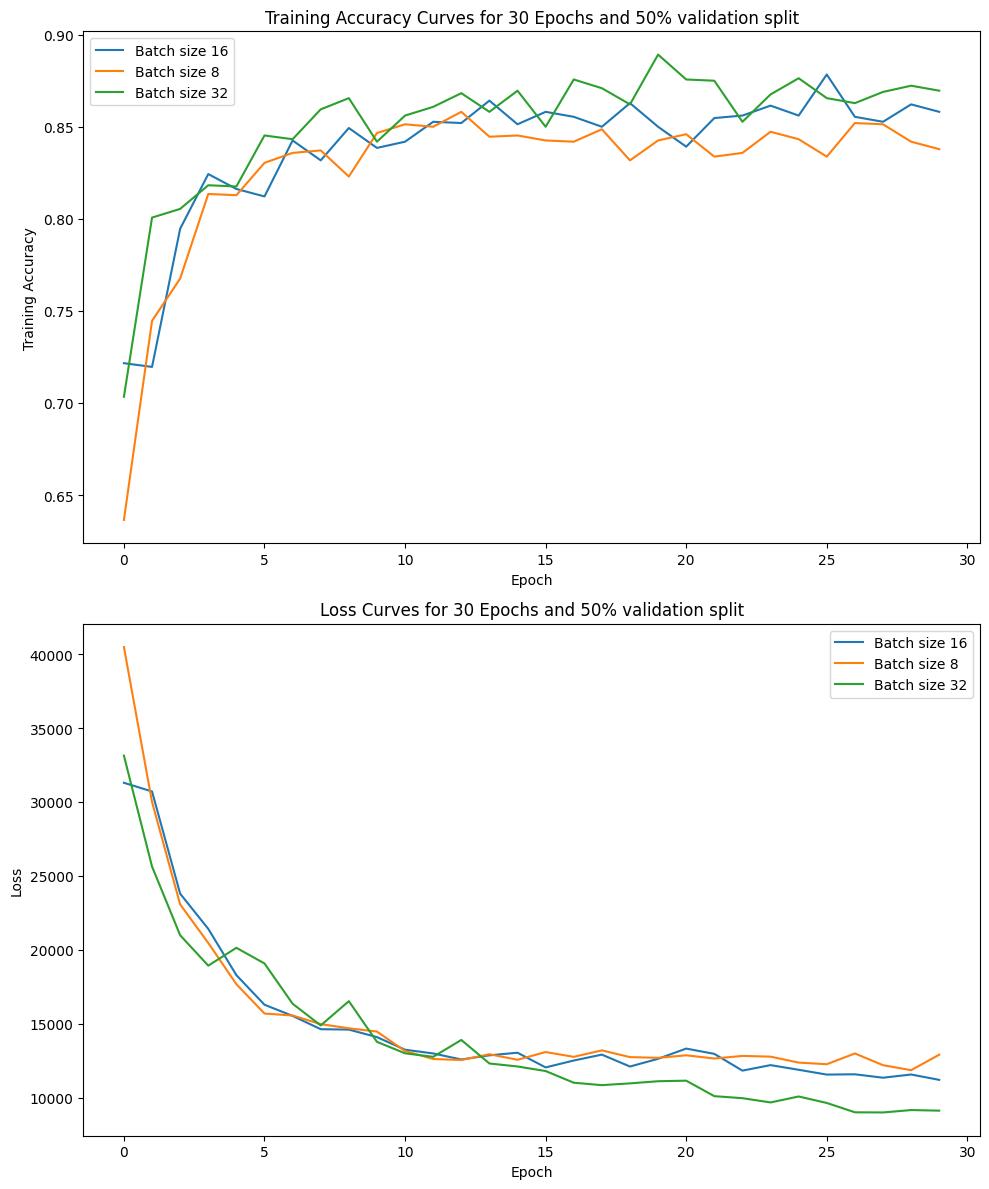 Training Accuracy Curves for 30 Epochs and 50% validation split
0.90
0.85
0.80
0.75
0.70
0.65
Training Accuracy
Batch size 16
Batch size 8
Batch size 32
0 5 10 15 20 25 30
Epoch
Loss Curves for 30 Epochs and 50% validation split
40000
35000
30000
25000
20000
15000
10000
Loss
Batch size 16
Batch size 8
Batch size 32
0 5 10 15 20 25 30
Epoch